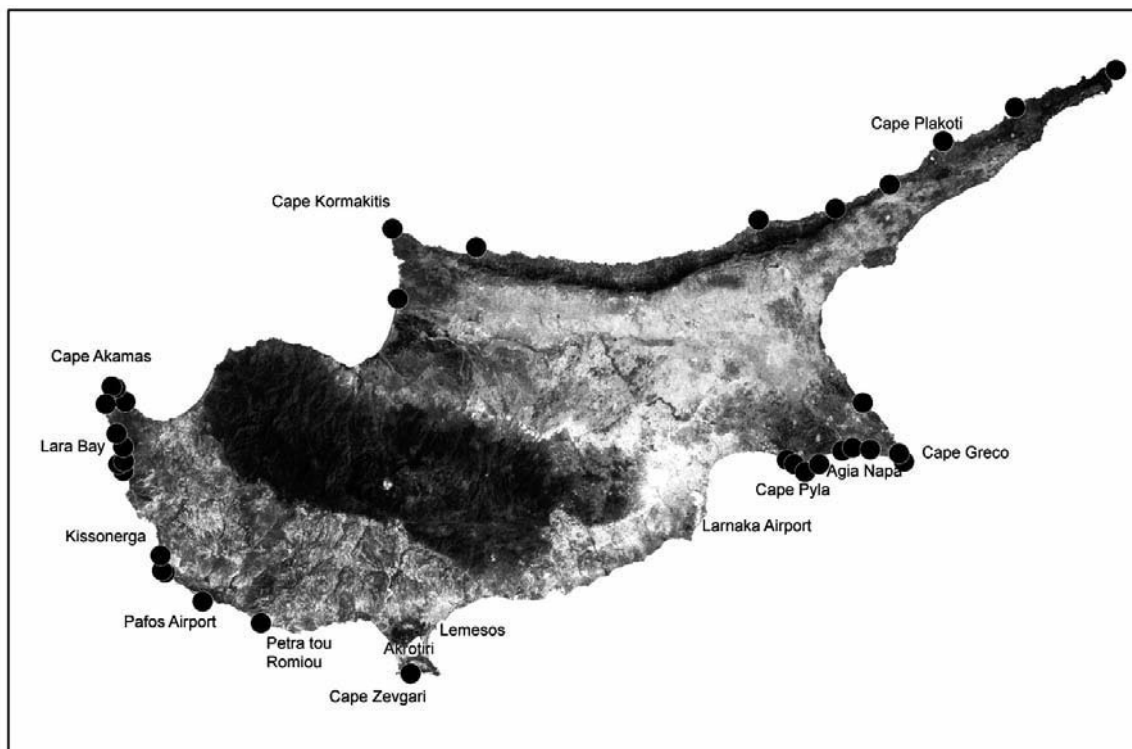 Cape Plakoti
Cape Kormakitis
Cape Akamas
Lara Bay
Cape Greco
Agia Napa
Cape Pyla
Larnaka Airport
Kissonerga
Pafos Airport
Petra tou
Romiou
Lemesos
Akrotiri
Cape Zevgari